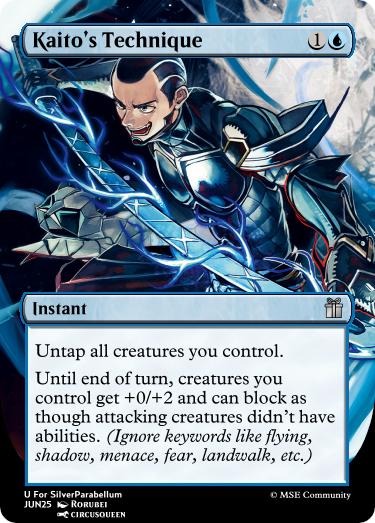 Kaito's Technique
1
Instant
Untap all creatures you control.
Until end of turn, creatures you
control get +0/+2 and can block as
though attacking creatures didn't have
abilities. (Ignore keywords like flying,
shadow, menace, fear, landwalk, etc.)
U For SilverParabellum
JUN25 Rorubei
© MSE Community
circusqueen